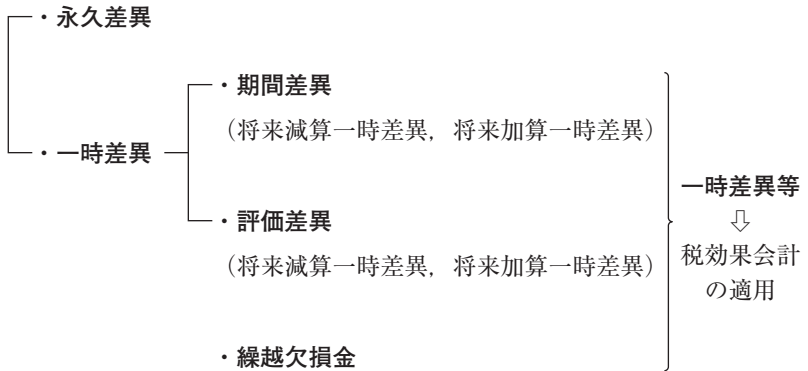 ・永久差異
・期間差異
（将来減算一時差異，将来加算一時差異）
・一時差異
・評価差異
（将来減算一時差異，将来加算一時差異）
・繰越欠損金
一時差異等
⇩
税効果会計
の適用